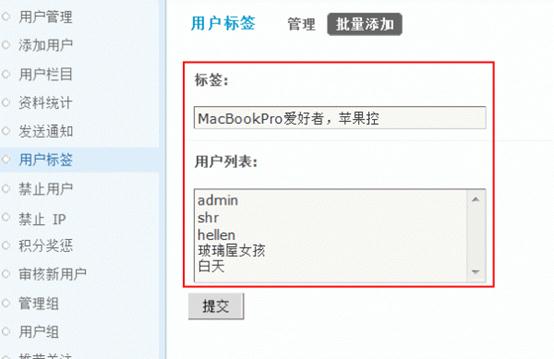 用户管理
添加用户
用户栏目
资料统计
发送通知
用户标签
禁止用户
禁止 IP
积分奖惩
审核新用户
管理组
用户组
推荐关注
用户标签 管理 批量添加
标签:
MacBookPro爱好者，苹果控
用户列表:
admin
shr
hellen
玻璃屋女孩
白天
提交